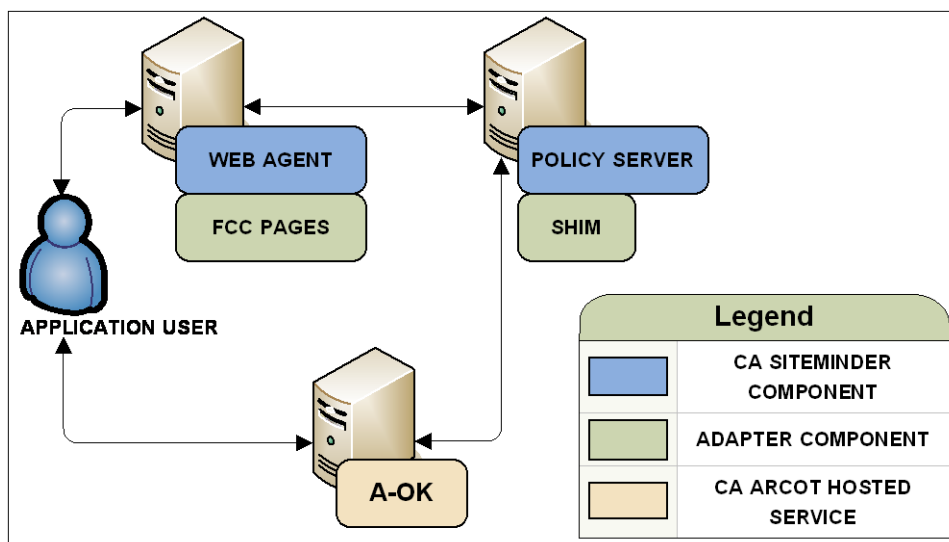 WEB AGENT
FCC PAGES
POLICY SERVER
SHIM
APPLICATION USER
A-OK
Legend
CA SITEMINDER
COMPONENT
ADAPTER COMPONENT
CA ARCOT HOSTED
SERVICE